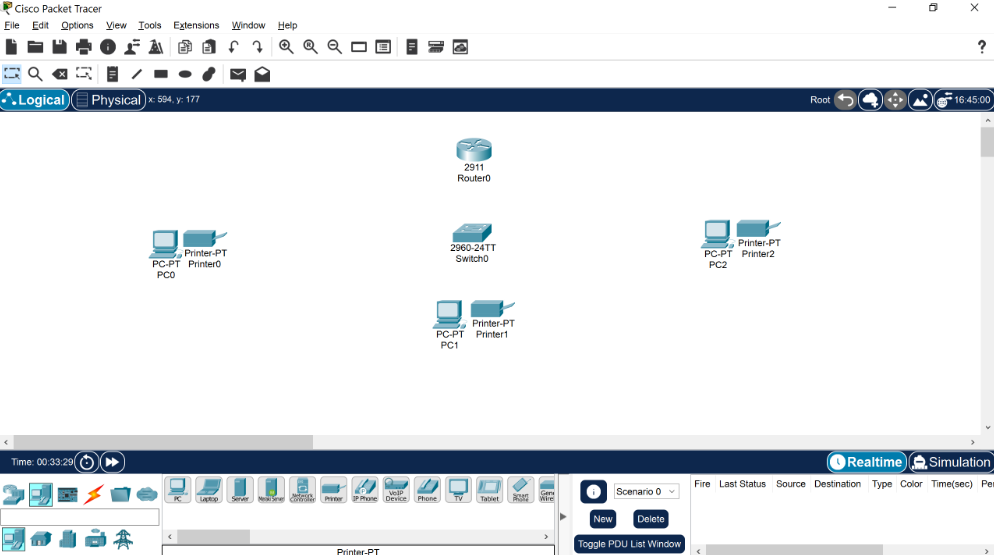 Cisco Packet Tracer
File Edit Options View Tools Extensions Window Help
?
Logical Physical x: 594, y: 177 Root 16:45:00
2911
Router0
2960-24TT
Switch0
PC-PT
PC0
Printer-PT
Printer0
PC-PT
PC1
Printer-PT
Printer1
PC-PT
PC2
Printer-PT
Printer2
Time: 00:33:29 Realtime Simulation
PC Laptop Server Network Controller Printer IP Phone VoIP Device Phone TV Tablet Smart Phone
Printer-PT
Scenario 0
New Delete
Toggle PDU List Window
Fire Last Status Source Destination Type Color Time(sec) Per